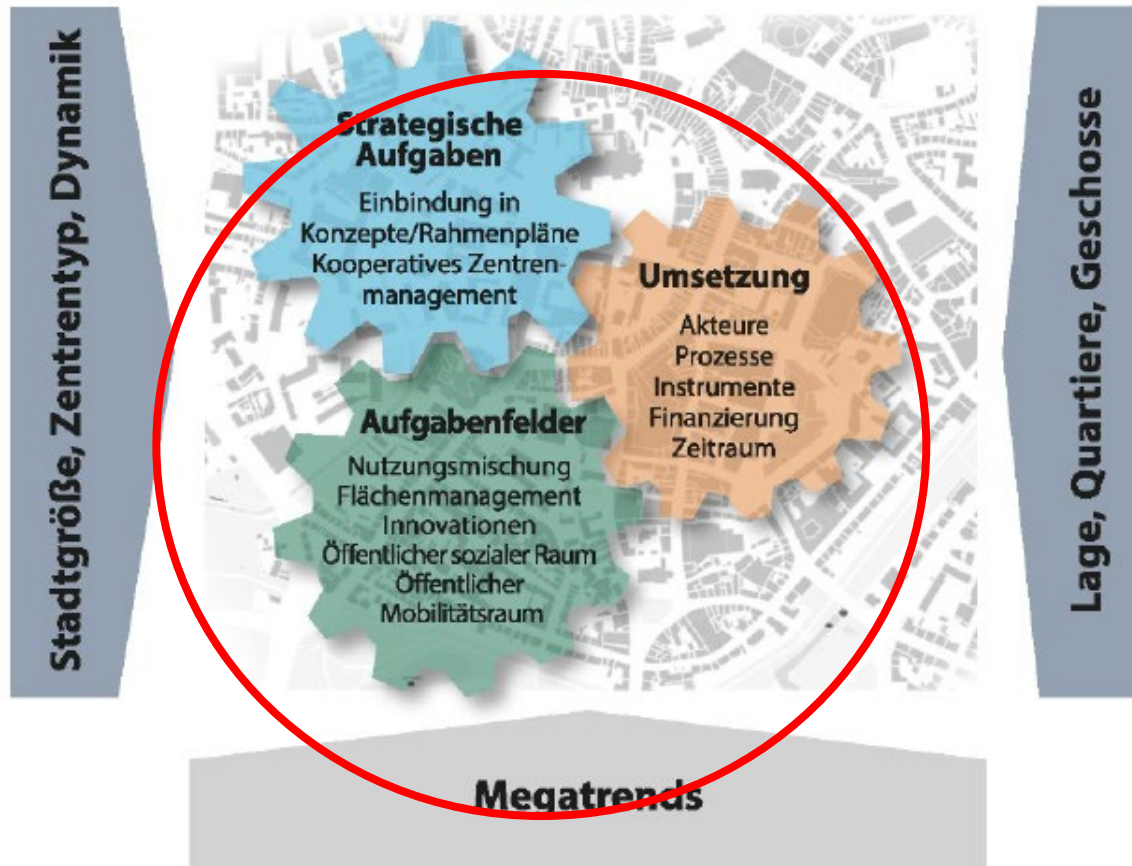 Stadtgröße, Zentrentyp, Dynamik
Strategische
Aufgaben
Einbindung in
Konzepte/Rahmenpläne
Kooperatives Zentren-
management
Umsetzung
Akteure
Prozesse
Instrumente
Finanzierung
Zeitraum
Aufgabenfelder
Nutzungsmischung
Flächenmanagement
Innovationen
Öffentlicher sozialer Raum
Öffentlicher
Mobilitätsraum
Lage, Quartiere, Geschosse
Megatrends